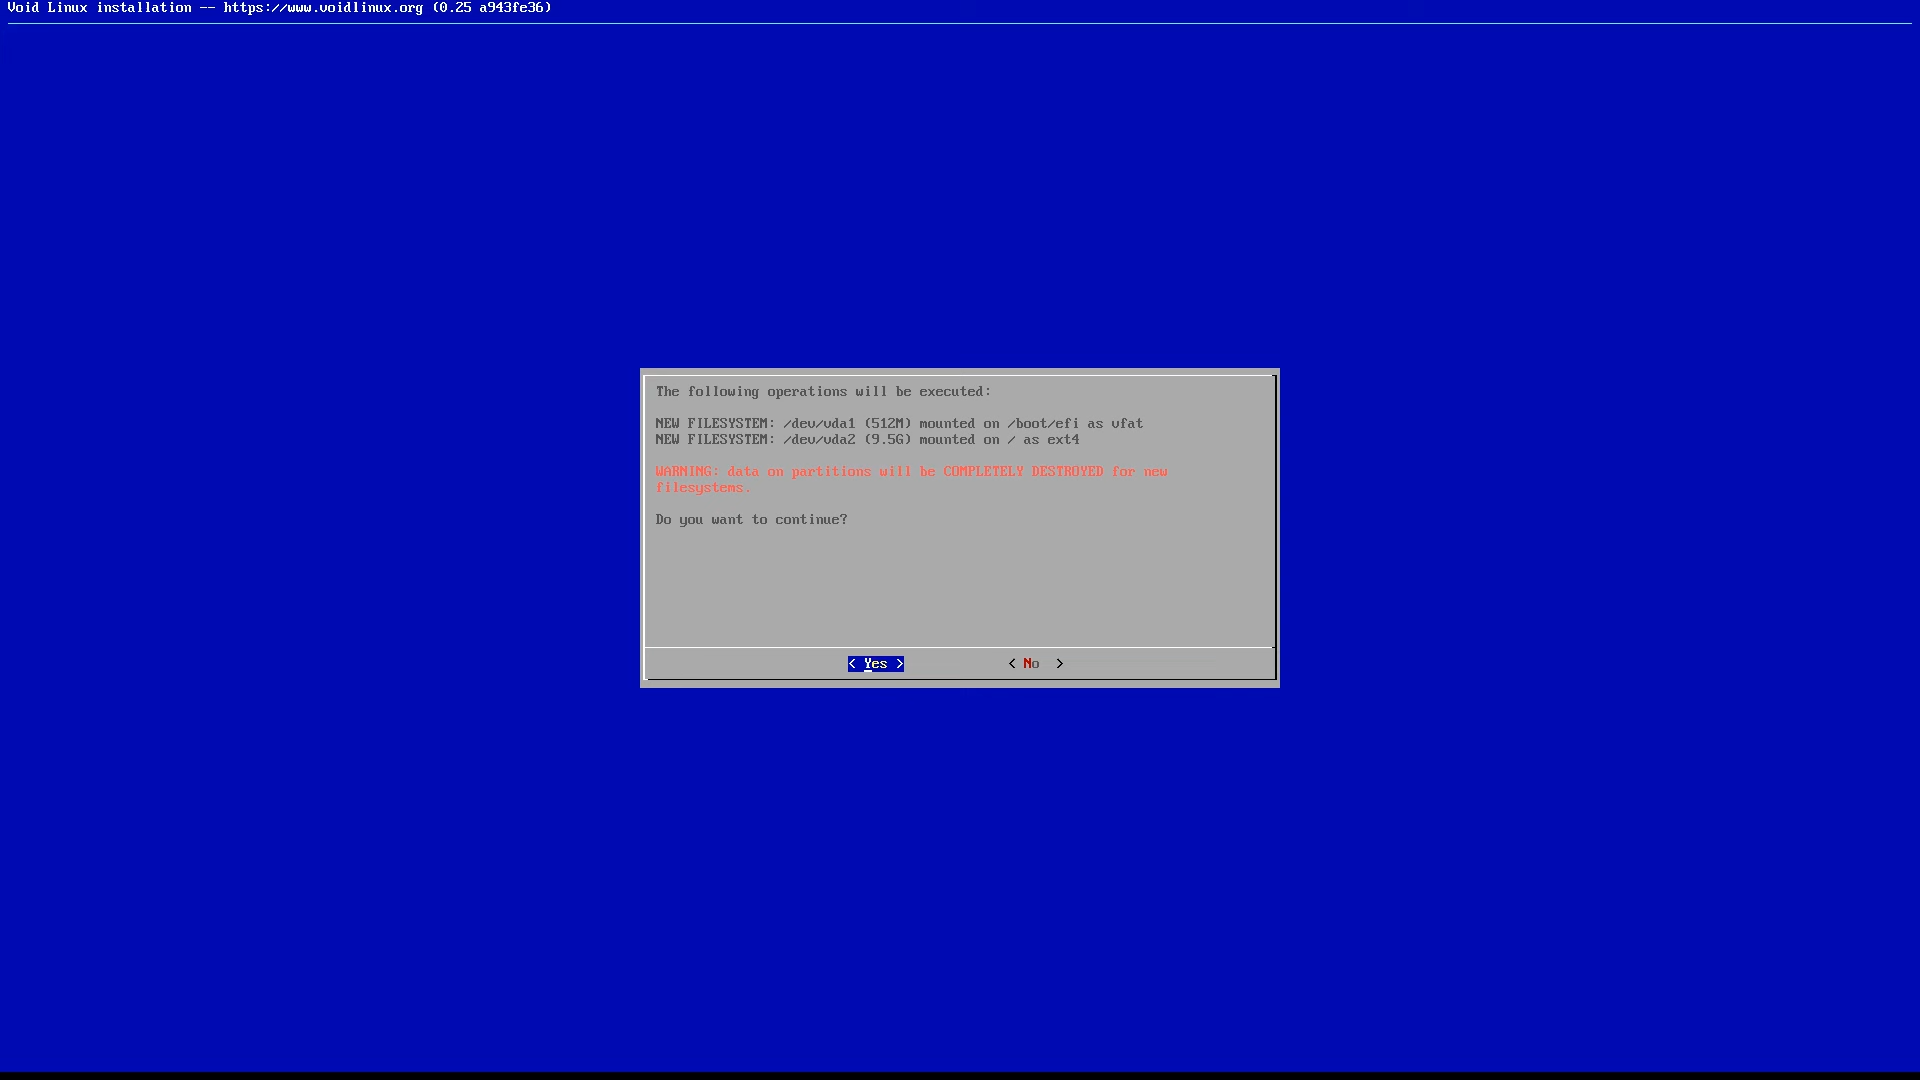 Void Linux installation -- https://www.voidlinux.org (0.25 a943fe36)
The following operations will be executed:
NEW FILESYSTEM: /dev/vda1 (512M) mounted on /boot/efi as vfat
NEW FILESYSTEM: /dev/vda2 (9.5G) mounted on / as ext4
WARNING: data on partitions will be COMPLETELY DESTROYED for new
filesystems.
Do you want to continue?
< Yes > < No >